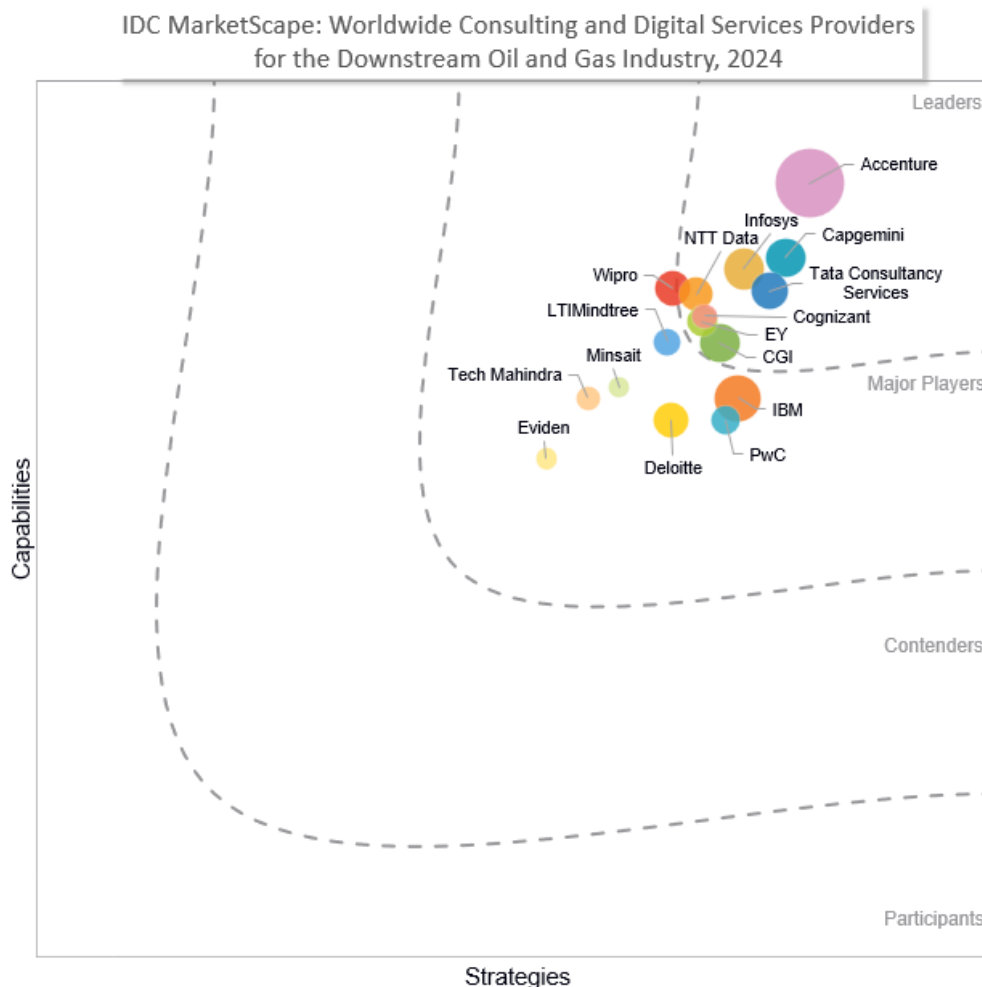 IDC MarketScape: Worldwide Consulting and Digital Services Providers
for the Downstream Oil and Gas Industry, 2024
Leaders
Accenture
Infosys
Capgemini
NTT Data
Wipro
Tata Consultancy
Services
LTIMindtree
Cognizant
EY
CGI
Minsait
Tech Mahindra
Major Players
IBM
Eviden
PwC
Deloitte
Capabilities
Contenders
Participants
Strategies